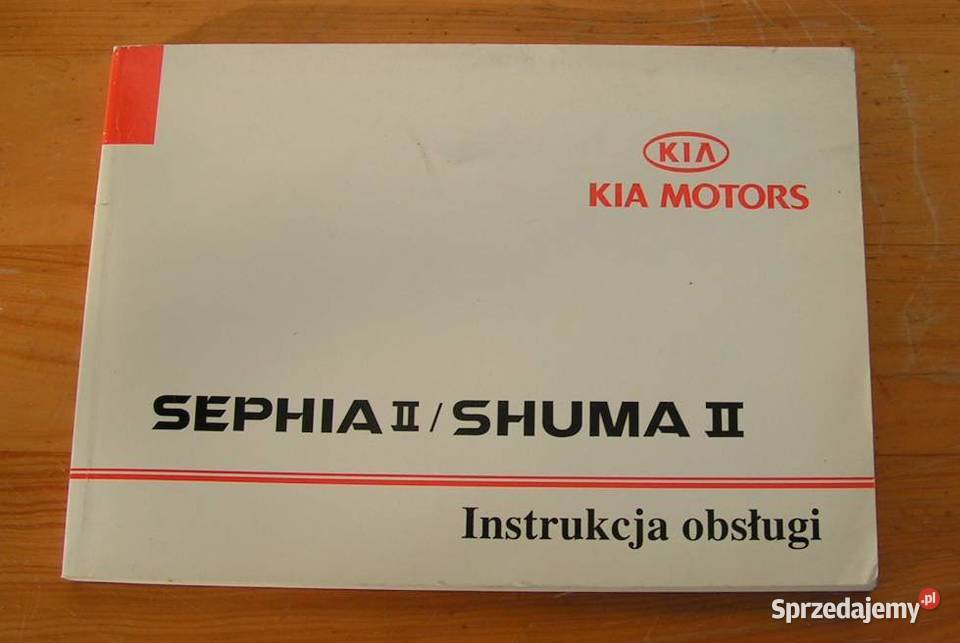 KIA
KIA MOTORS
SEPHIA II / SHUMA II
Instrukcja obsługi
Sprzedajemy.pl